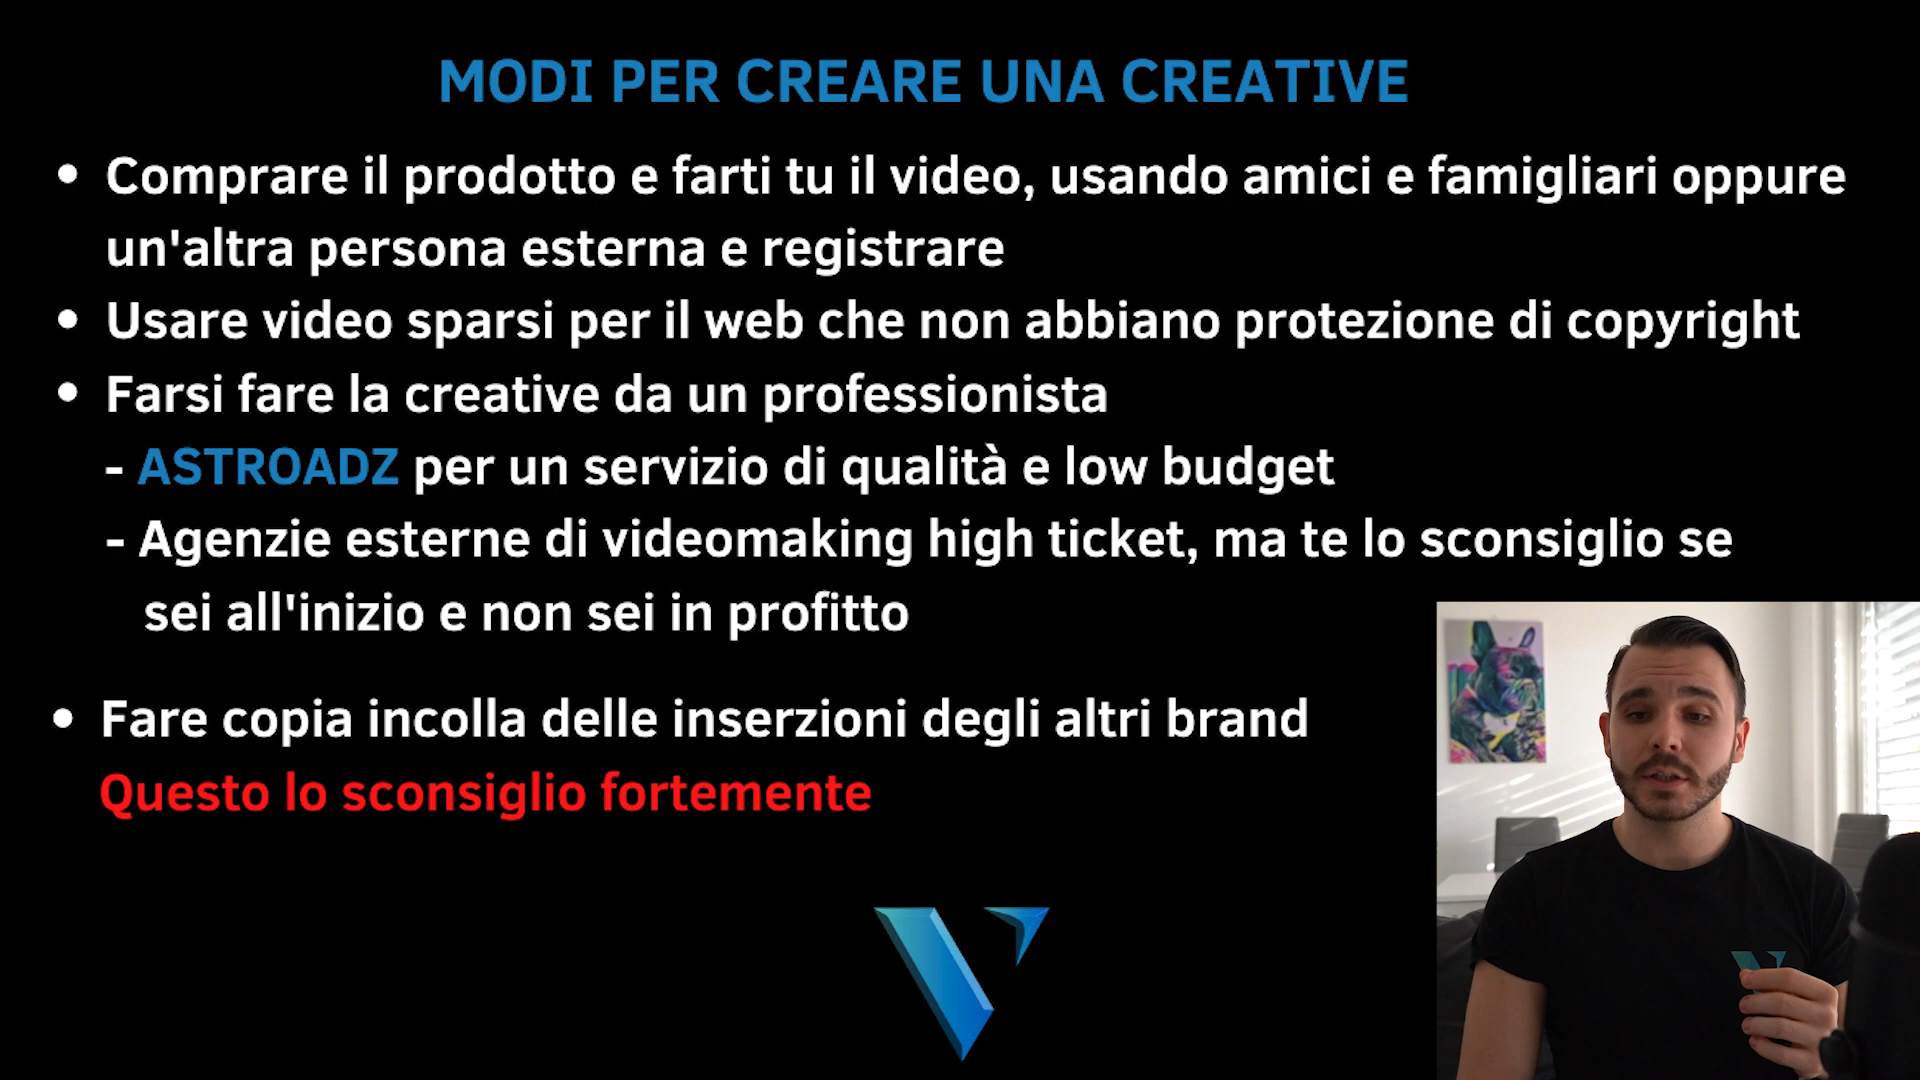 MODI PER CREARE UNA CREATIVE
• Comprare il prodotto e farti tu il video, usando amici e famigliari oppure
un'altra persona esterna e registrare
• Usare video sparsi per il web che non abbiano protezione di copyright
• Farsi fare la creative da un professionista
- ASTROADZ per un servizio di qualità e low budget
- Agenzie esterne di videomaking high ticket, ma te lo sconsiglio se
sei all'inizio e non sei in profitto
• Fare copia incolla delle inserzioni degli altri brand
Questo lo sconsiglio fortemente